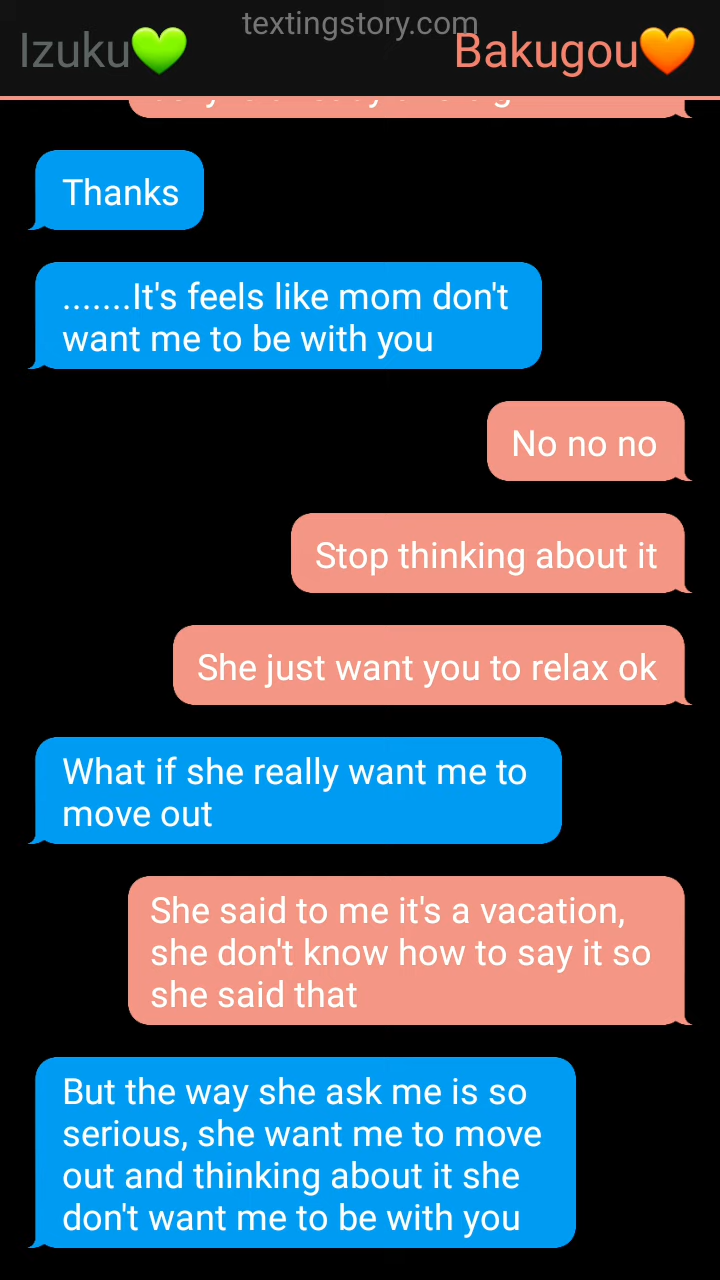 textingstory.com
Izuku💚
Bakugou🧡
Thanks
.......It's feels like mom don't
want me to be with you
No no no
Stop thinking about it
She just want you to relax ok
What if she really want me to
move out
She said to me it's a vacation,
she don't know how to say it so
she said that
But the way she ask me is so
serious, she want me to move
out and thinking about it she
don't want me to be with you